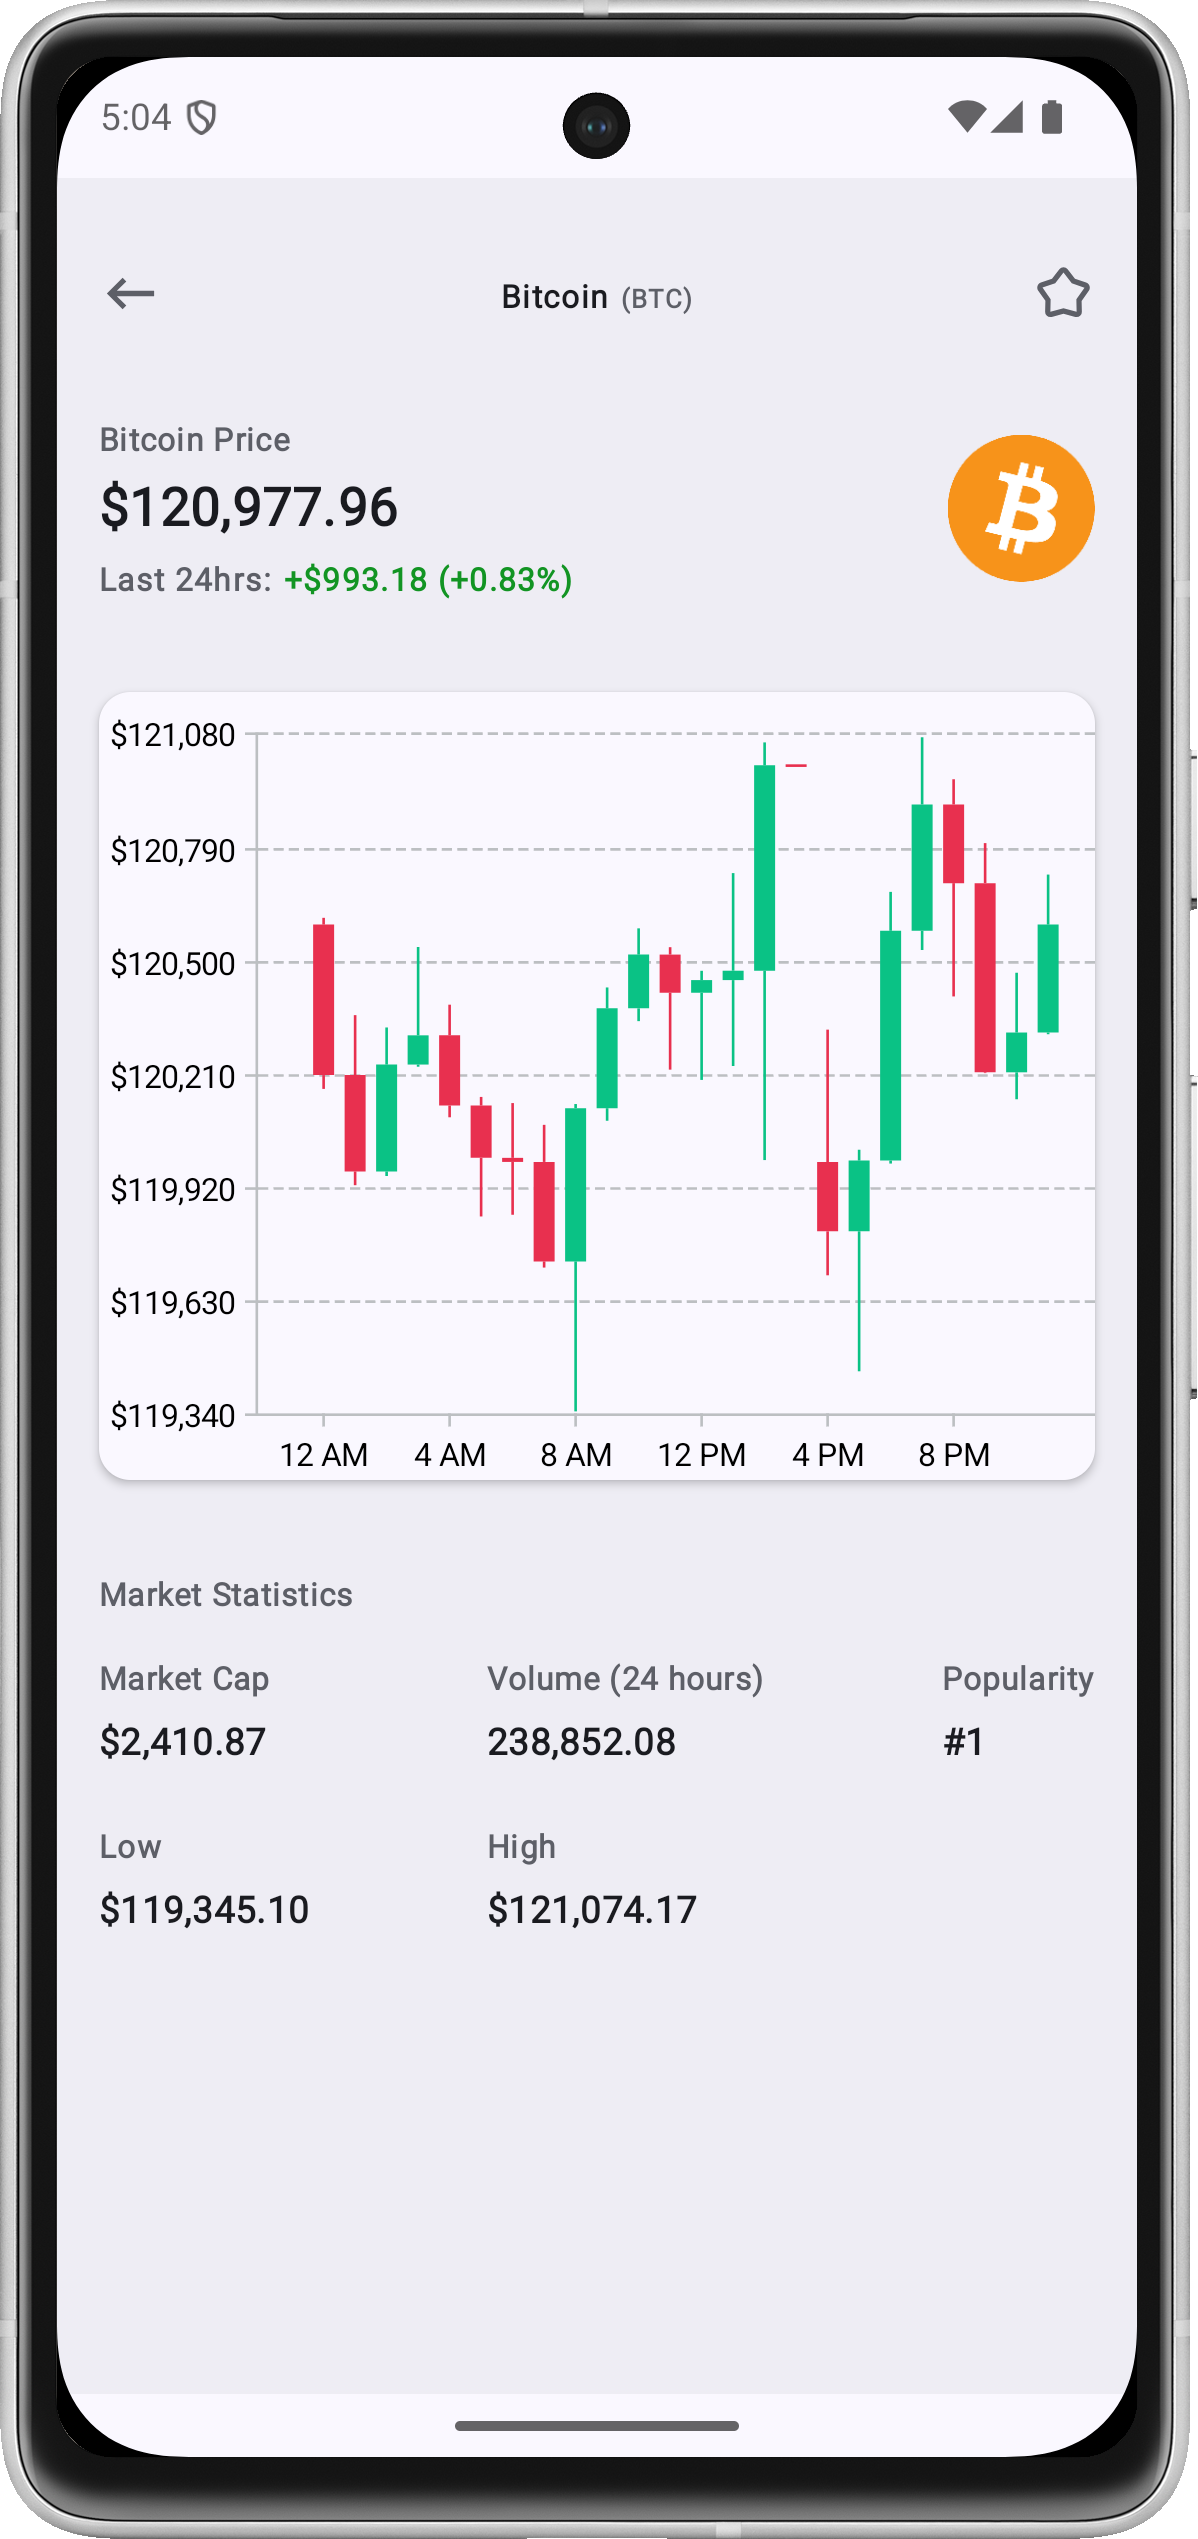 5:04
Bitcoin (BTC)
Bitcoin Price
$120,977.96
Last 24hrs: +$993.18 (+0.83%)
$121,080
$120,790
$120,500
$120,210
$119,920
$119,630
$119,340
12 AM 4 AM 8 AM 12 PM 4 PM 8 PM
Market Statistics
Market Cap Volume (24 hours) Popularity
$2,410.87 238,852.08 #1
Low High
$119,345.10 $121,074.17